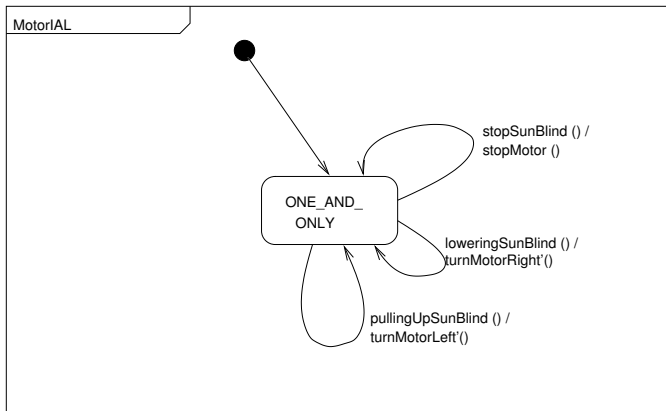 MotorIAL
stopSunBlind () /
stopMotor ()
ONE_AND_
ONLY
loweringSunBlind () /
turnMotorRight'()
pullingUpSunBlind () /
turnMotorLeft'()